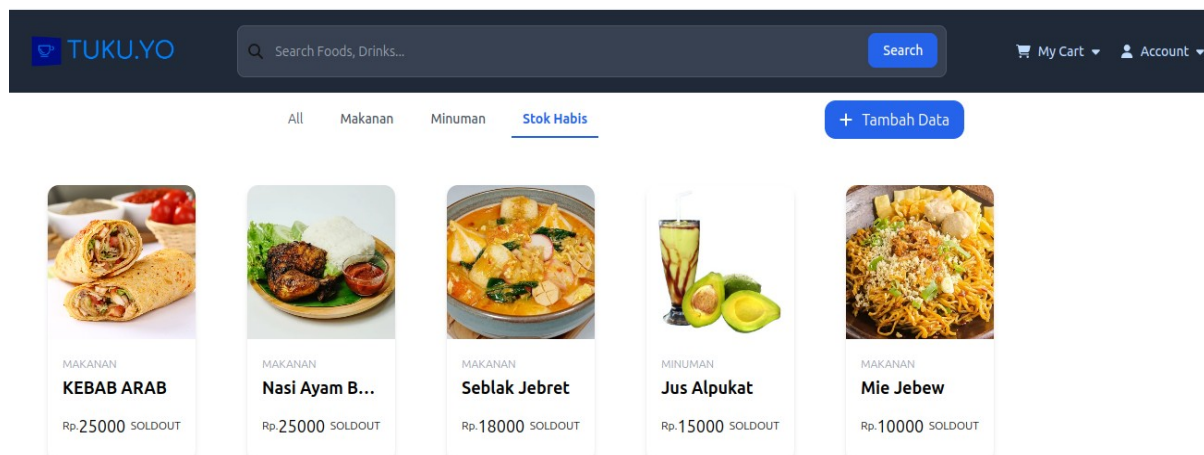 TUKU.YO
Search Foods, Drinks...
Search
My Cart
Account
All Makanan Minuman Stok Habis
+ Tambah Data
MAKANAN
KEBAB ARAB
Rp.25000 SOLDOUT
MAKANAN
Nasi Ayam B...
Rp.25000 SOLDOUT
MAKANAN
Seblak Jebret
Rp.18000 SOLDOUT
MINUMAN
Jus Alpukat
Rp.15000 SOLDOUT
MAKANAN
Mie Jebew
Rp.10000 SOLDOUT